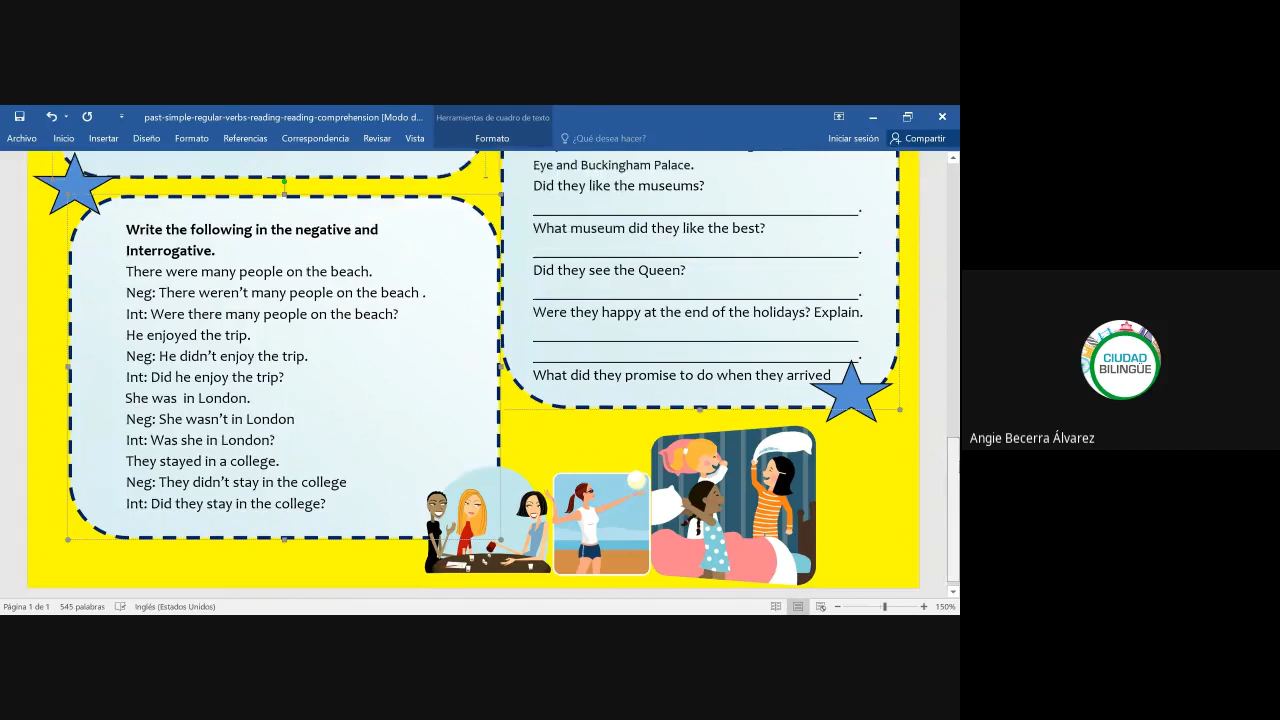 past-simple-regular-verbs-reading-reading-comprehension [Modo d...
Herramientas de cuadro de texto
Archivo Inicio Insertar Diseño Formato Referencias Correspondencia Revisar Vista Formato ¿Qué desea hacer? Iniciar sesión Compartir
Write the following in the negative and
Interrogative.
There were many people on the beach.
Neg: There weren't many people on the beach .
Int: Were there many people on the beach?
He enjoyed the trip.
Neg: He didn't enjoy the trip.
Int: Did he enjoy the trip?
She was in London.
Neg: She wasn't in London
Int: Was she in London?
They stayed in a college.
Neg: They didn't stay in the college
Int: Did they stay in the college?
Eye and Buckingham Palace.
Did they like the museums?
What museum did they like the best?
Did they see the Queen?
Were they happy at the end of the holidays? Explain.
What did they promise to do when they arrived
Página 1 de 1 545 palabras Inglés (Estados Unidos) 150%
CIUDAD
BILINGÜE
Angie Becerra Álvarez